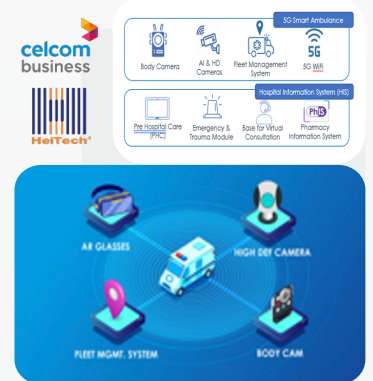 celcom
business
HeiTech
5G Smart Ambulance
Body Camera
AI & HD
Cameras
Fleet Management
System
5G
5G WiFi
Hospital Information System (HIS)
Pre Hospital Care
(PHC)
Emergency &
Trauma Module
Base for Virtual
Consultation
PhIS
Pharmacy
Information System
AR GLASSES
HIGH DEF CAMERA
FLEET MGMT. SYSTEM
BODY CAM